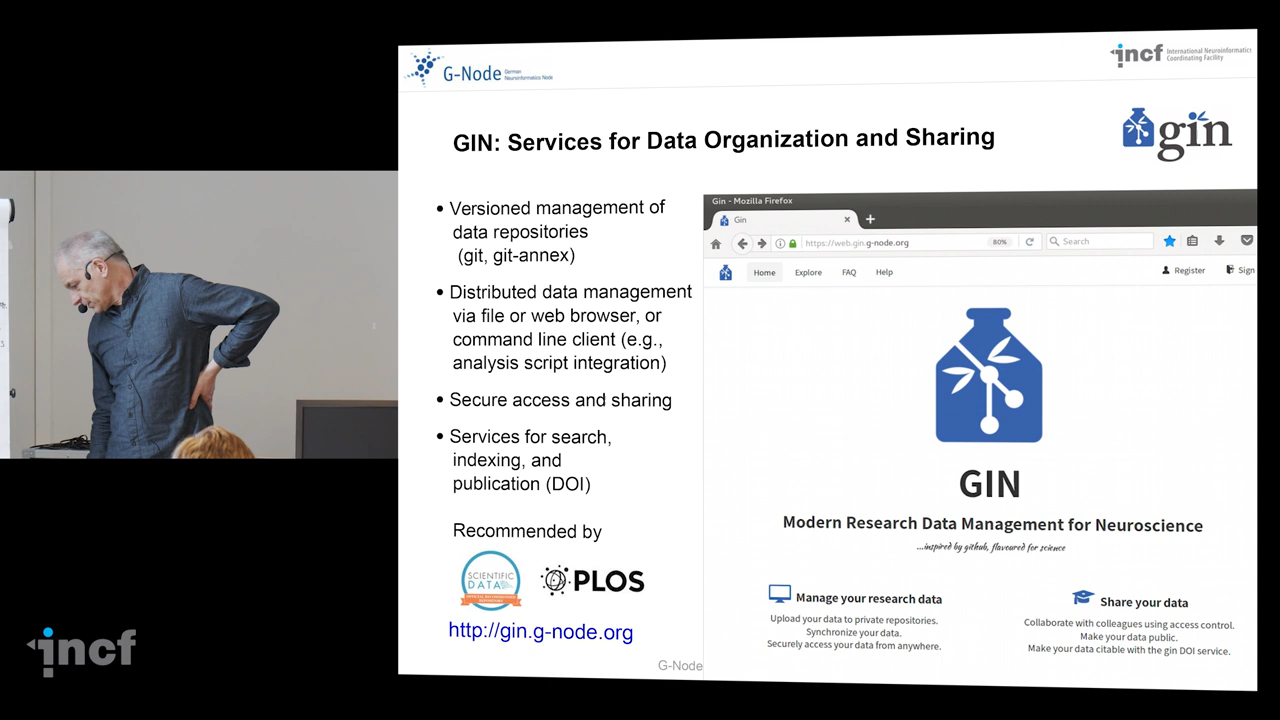 G-Node German Neuroinformatics Node
incf International Neuroinformatics Coordinating Facility
GIN: Services for Data Organization and Sharing
gin
• Versioned management of
data repositories
(git, git-annex)
• Distributed data management
via file or web browser, or
command line client (e.g.,
analysis script integration)
• Secure access and sharing
• Services for search,
indexing, and
publication (DOI)
Recommended by
SCIENTIFIC DATA
PLOS
http://gin.g-node.org
G-Node
Gin - Mozilla Firefox
Gin
https://web.gin.g-node.org
80%
Search
Home Explore FAQ Help Register Sign
GIN
Modern Research Data Management for Neuroscience
...inspired by github, flavoured for science
Manage your research data
Upload your data to private repositories.
Synchronize your data.
Securely access your data from anywhere.
Share your data
Collaborate with colleagues using access control.
Make your data public.
Make your data citable with the gin DOI service.
incf